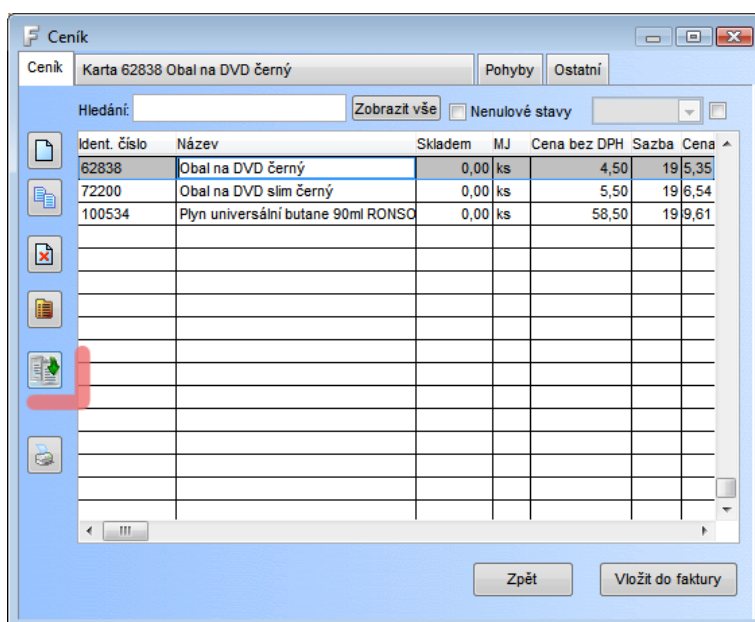 F Ceník
Ceník Karta 62838 Obal na DVD černý Pohyby Ostatní
Hledání: Zobrazit vše Nenulové stavy
Ident. číslo Název Skladem MJ Cena bez DPH Sazba Cena
62838 Obal na DVD černý 0,00 ks 4,50 19 5,35
72200 Obal na DVD slim černý 0,00 ks 5,50 19 6,54
100534 Plyn universální butane 90ml RONSO 0,00 ks 58,50 19 9,61
Zpět Vložit do faktury